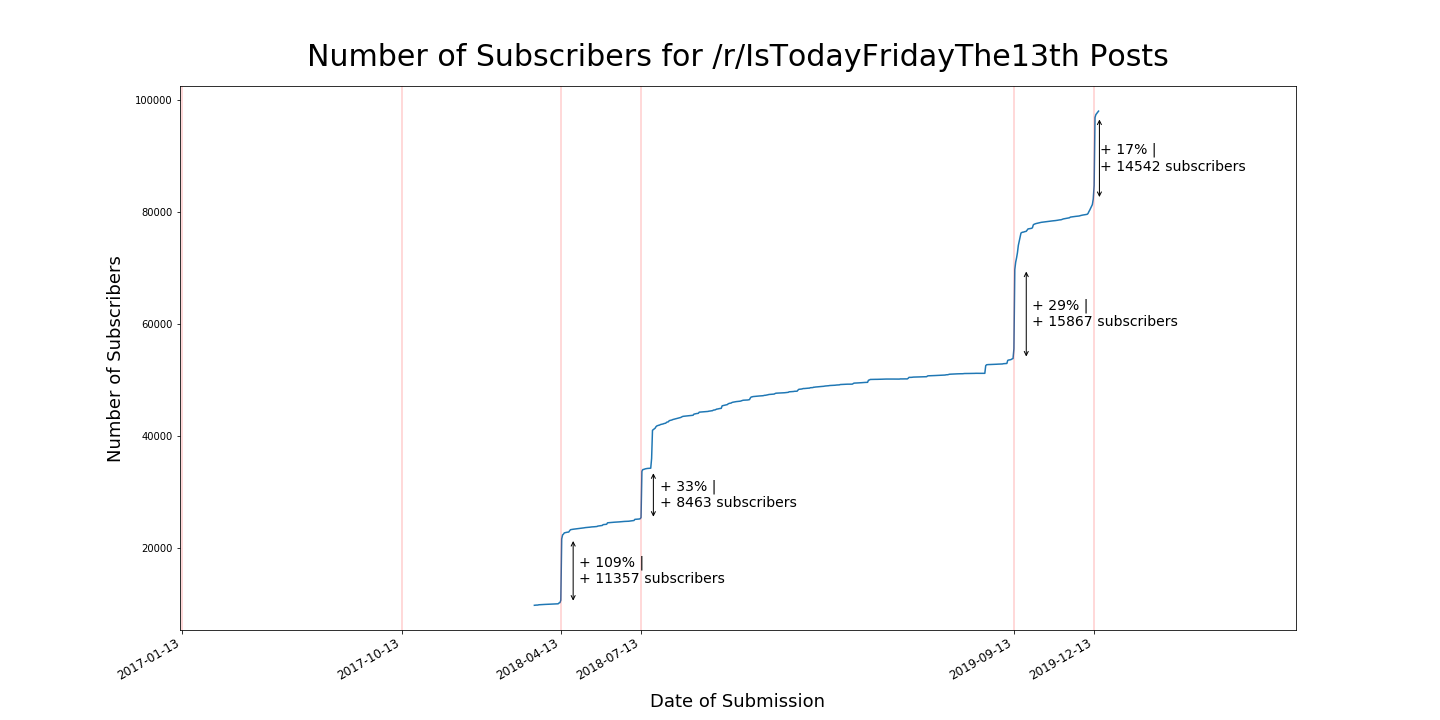 Number of Subscribers for /r/IsTodayFridayThe13th Posts
100000
80000
60000
40000
20000
Number of Subscribers
+ 17% |
+ 14542 subscribers
+ 29% |
+ 15867 subscribers
+ 33% |
+ 8463 subscribers
+ 109% |
+ 11357 subscribers
2017-01-13
2017-10-13
2018-04-13
2018-07-13
2019-09-13
2019-12-13
Date of Submission